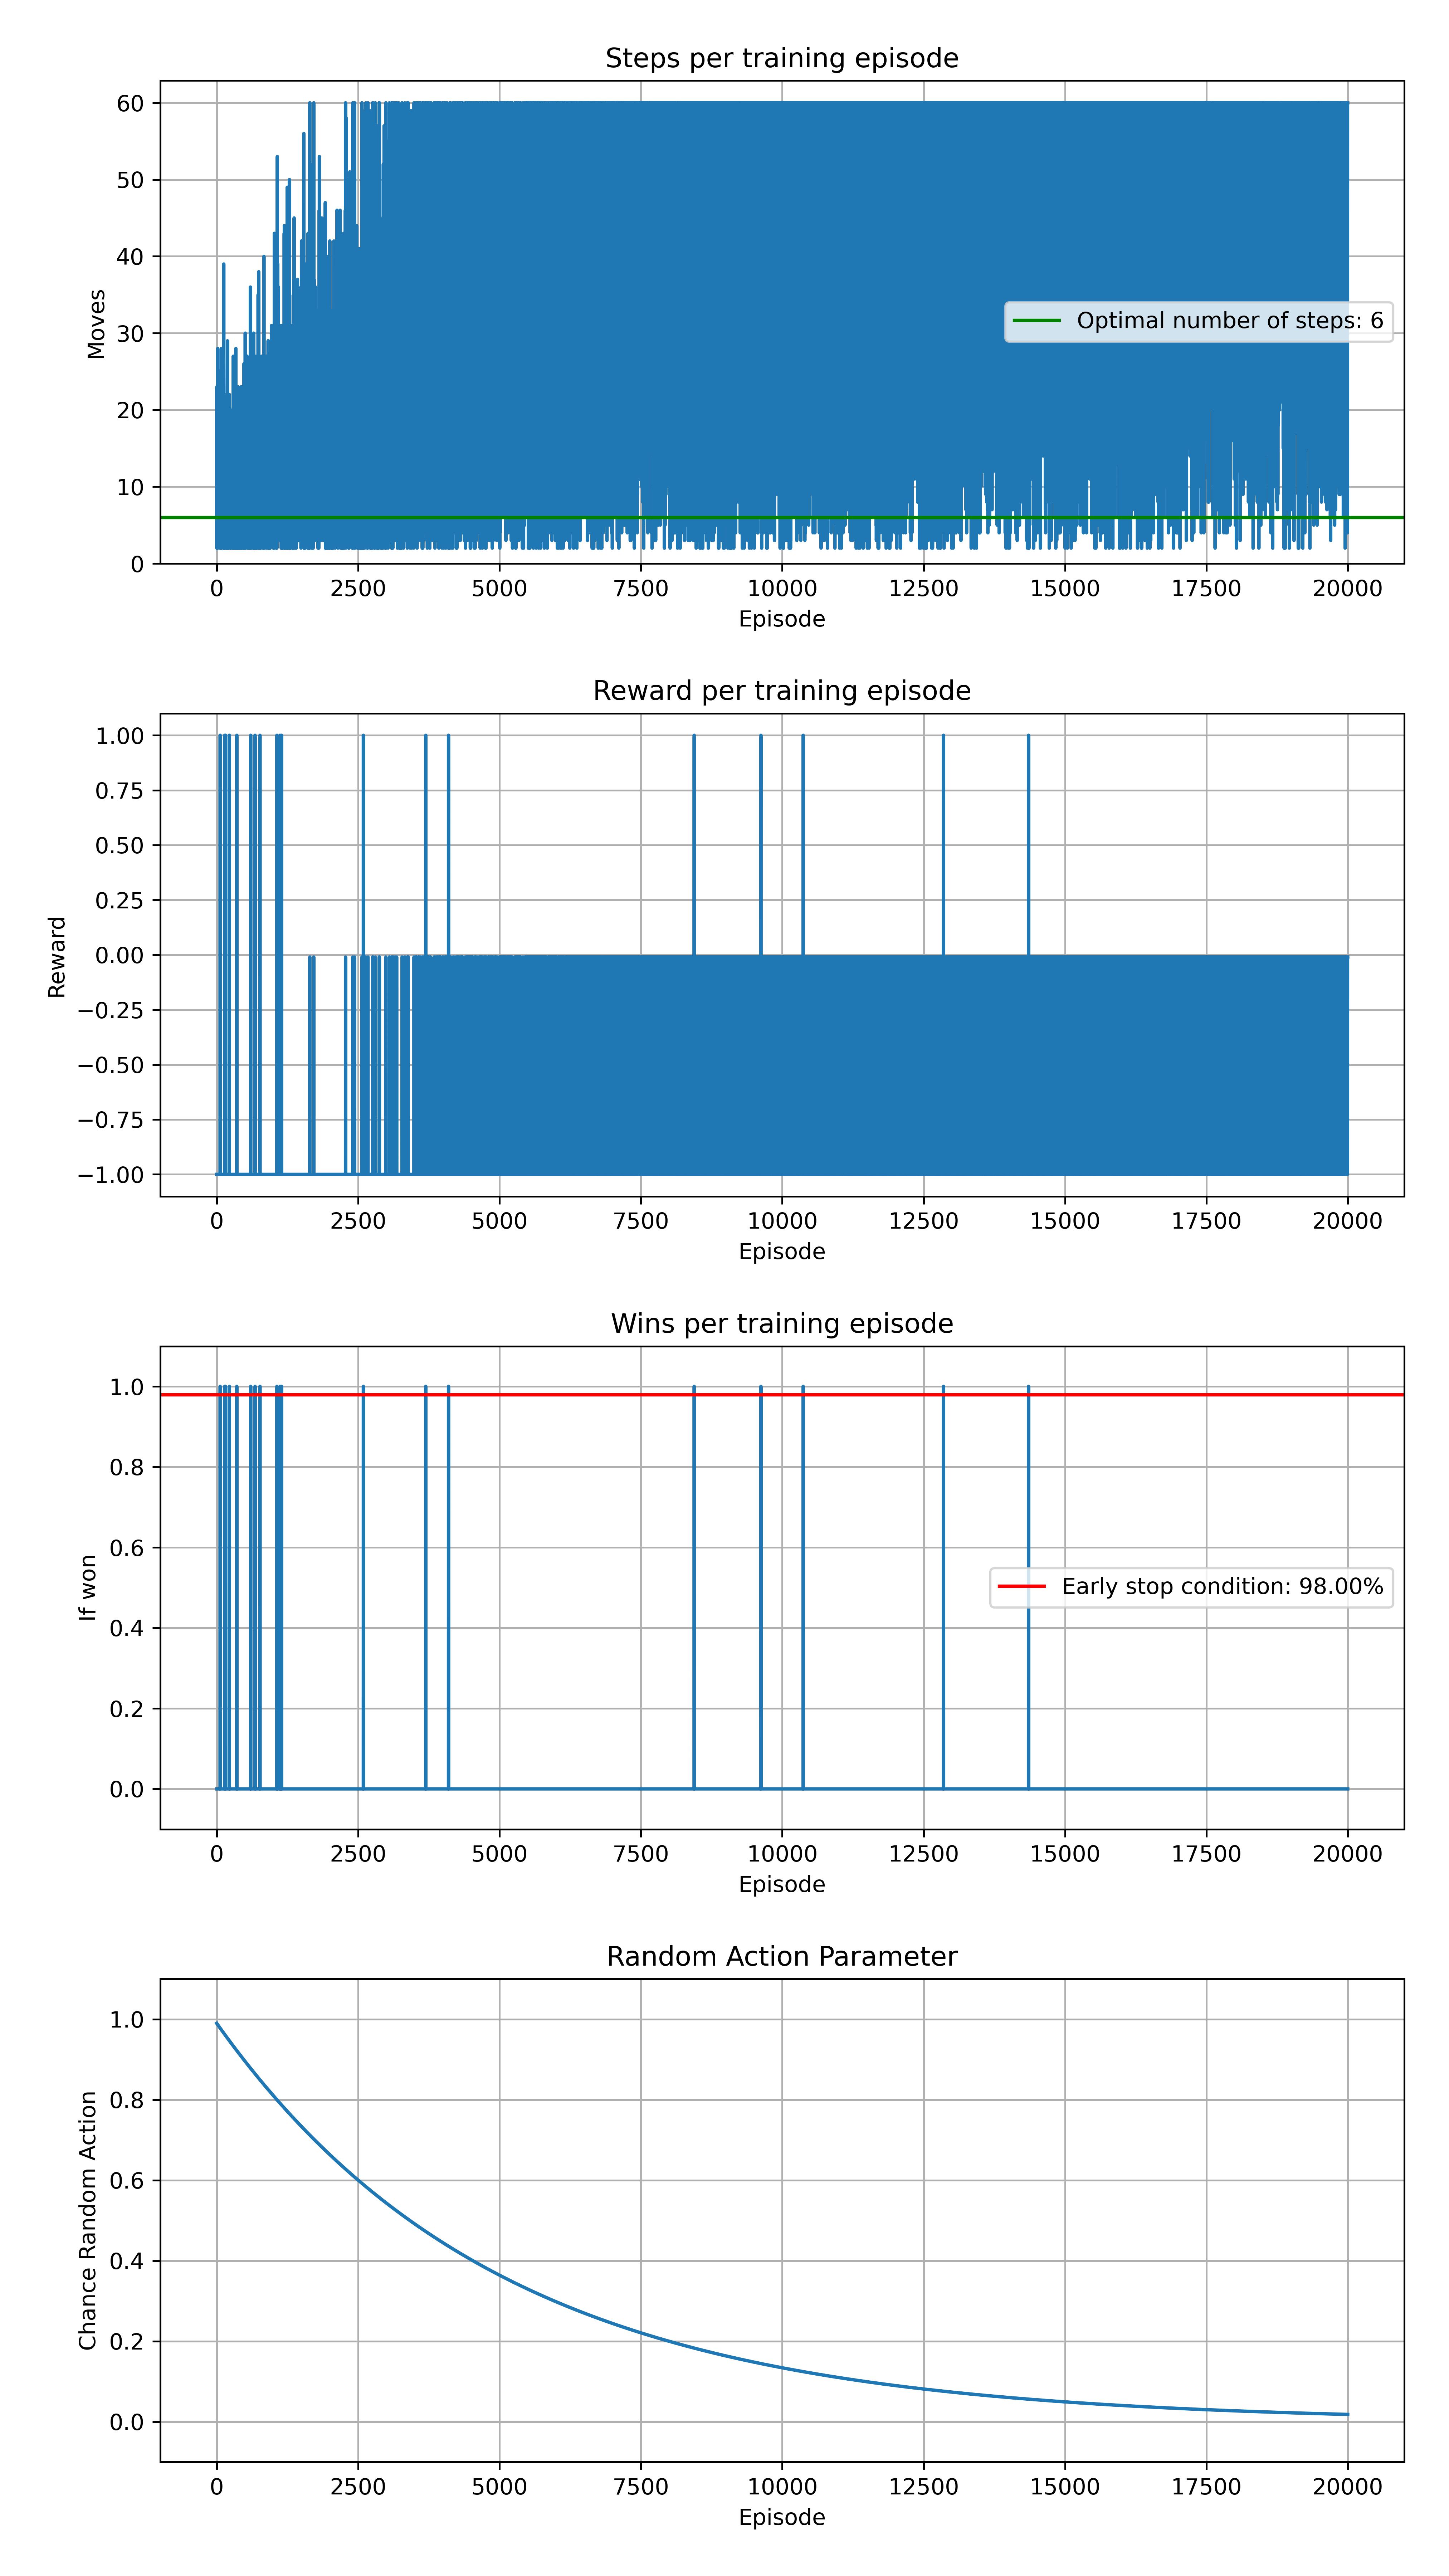 Steps per training episode
60
50
40
30
20
10
0
Moves
Optimal number of steps: 6
0 2500 5000 7500 10000 12500 15000 17500 20000
Episode
Reward per training episode
1.00
0.75
0.50
0.25
0.00
−0.25
−0.50
−0.75
−1.00
Reward
0 2500 5000 7500 10000 12500 15000 17500 20000
Episode
Wins per training episode
1.0
0.8
0.6
0.4
0.2
0.0
If won
Early stop condition: 98.00%
0 2500 5000 7500 10000 12500 15000 17500 20000
Episode
Random Action Parameter
1.0
0.8
0.6
0.4
0.2
0.0
Chance Random Action
0 2500 5000 7500 10000 12500 15000 17500 20000
Episode